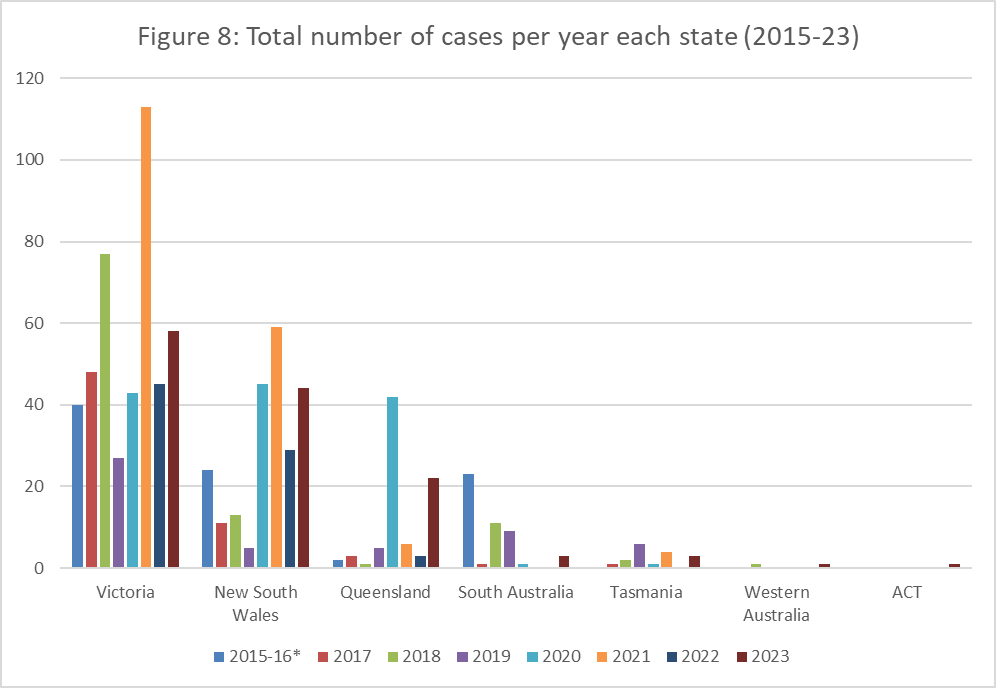 Figure 8: Total number of cases per year each state (2015-23)
120
100
80
60
40
20
0
Victoria
New South
Wales
Queensland
South Australia
Tasmania
Western
Australia
ACT
2015-16* 2017 2018 2019 2020 2021 2022 2023